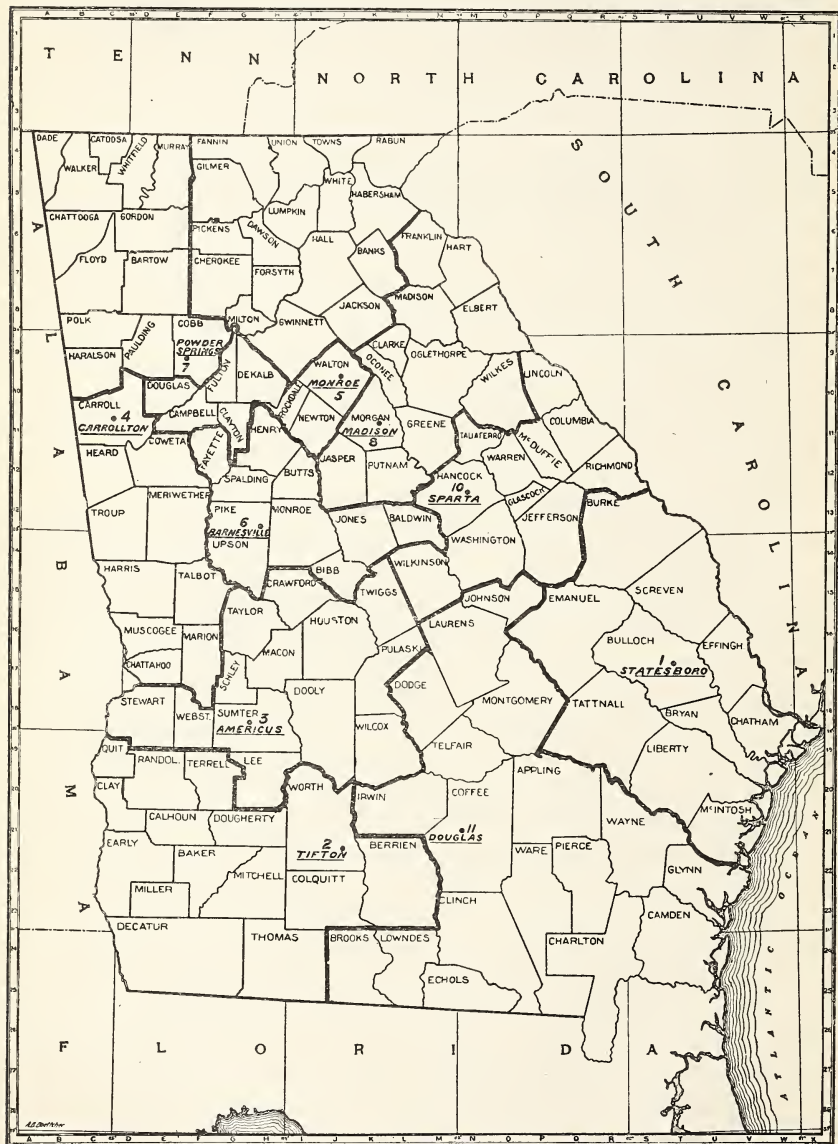 T E N N
N O R T H C A R O L I N A
S O U T H C A R O L I N A
A L A B A M A
F L O R I D A
ATLANTIC OCEAN
DADE
CATOOSA
WHITFIELD
MURRAY
FANNIN
UNION
TOWNS
RABUN
WALKER
GILMER
WHITE
HABERSHAM
LUMPKIN
CHATTOOGA
GORDON
PICKENS
DAWSON
HALL
BANKS
FRANKLIN
HART
FLOYD
BARTOW
CHEROKEE
FORSYTH
JACKSON
MADISON
ELBERT
POLK
PAULDING
COBB
MILTON
GWINNETT
POWDER
SPRINGS
7
HARALSON
DOUGLAS
FULTON
DEKALB
WALTON
CLARKE
OCONEE
OGLETHORPE
WILKES
LINCOLN
MONROE
5
CARROLL
4
CARROLLTON
CAMPBELL
CLAYTON
HENRY
ROCKDALE
NEWTON
MORGAN
MADISON
8
GREENE
TALIAFERRO
COLUMBIA
MCDUFFIE
WARREN
RICHMOND
HEARD
COWETA
FAYETTE
SPALDING
BUTTS
JASPER
PUTNAM
HANCOCK
10
SPARTA
GLASCOCK
JEFFERSON
BURKE
TROUP
MERIWETHER
PIKE
6
BARNESVILLE
UPSON
MONROE
JONES
BALDWIN
WASHINGTON
HARRIS
TALBOT
CRAWFORD
BIBB
TWIGGS
WILKINSON
JOHNSON
EMANUEL
SCREVEN
MUSCOGEE
MARION
TAYLOR
HOUSTON
LAURENS
CHATTAHO
SCHLEY
MACON
PULASKI
BULLOCH
EFFINGH
1
STATESBORO
STEWART
WEBST.
SUMTER
3
AMERICUS
DOOLY
DODGE
MONTGOMERY
TATTNALL
BRYAN
CHATHAM
WILCOX
TELFAIR
LIBERTY
QUIT
RANDOL.
TERRELL
LEE
WORTH
IRWIN
COFFEE
APPLING
CLAY
CALHOUN
DOUGHERTY
WAYNE
MCINTOSH
EARLY
BAKER
MITCHELL
2
TIFTON
BERRIEN
11
DOUGLAS
WARE
PIERCE
GLYNN
MILLER
COLQUITT
CLINCH
CAMDEN
DECATUR
THOMAS
BROOKS
LOWNDES
CHARLTON
ECHOLS